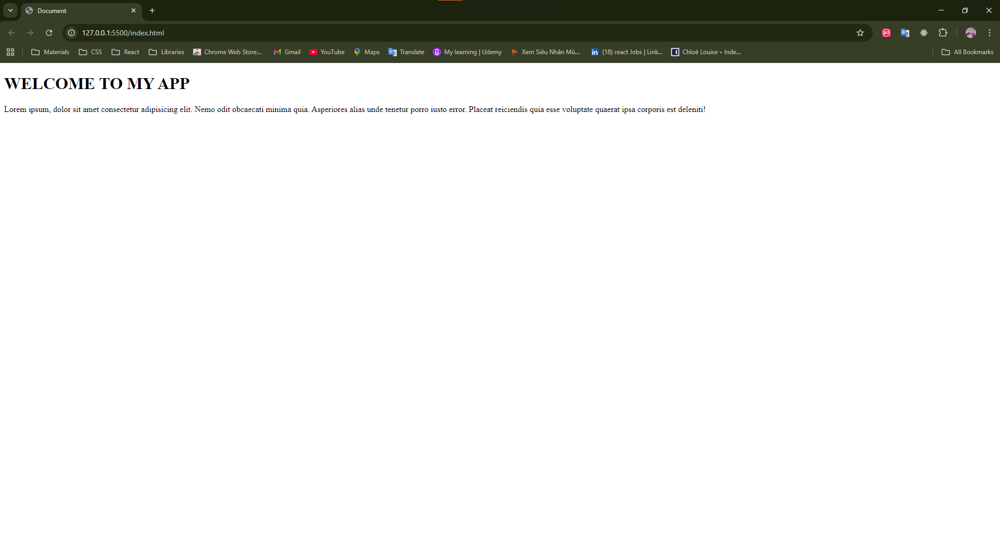 Document
127.0.0.1:5500/index.html
Materials CSS React Libraries Chrome Web Store... Gmail YouTube Maps Translate My learning | Udemy Xem Siêu Nhân Mù... (18) react Jobs | Link... Chloé Louise • Inde... All Bookmarks
WELCOME TO MY APP
Lorem ipsum, dolor sit amet consectetur adipisicing elit. Nemo odit obcaecati minima quia. Asperiores alias unde tenetur porro iusto error. Placeat reiciendis quia esse voluptate quaerat ipsa corporis est deleniti!